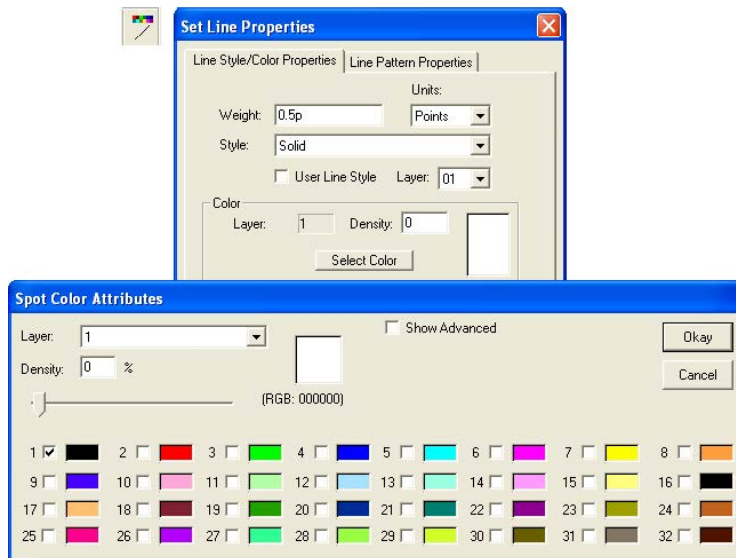 Set Line Properties
Line Style/Color Properties Line Pattern Properties
Units:
Weight: 0.5p Points
Style: Solid
User Line Style Layer: 01
Color
Layer: 1 Density: 0
Select Color
Spot Color Attributes
Layer: 1 Show Advanced Okay
Density: 0 % Cancel
(RGB: 000000)
1 2 3 4 5 6 7 8
9 10 11 12 13 14 15 16
17 18 19 20 21 22 23 24
25 26 27 28 29 30 31 32